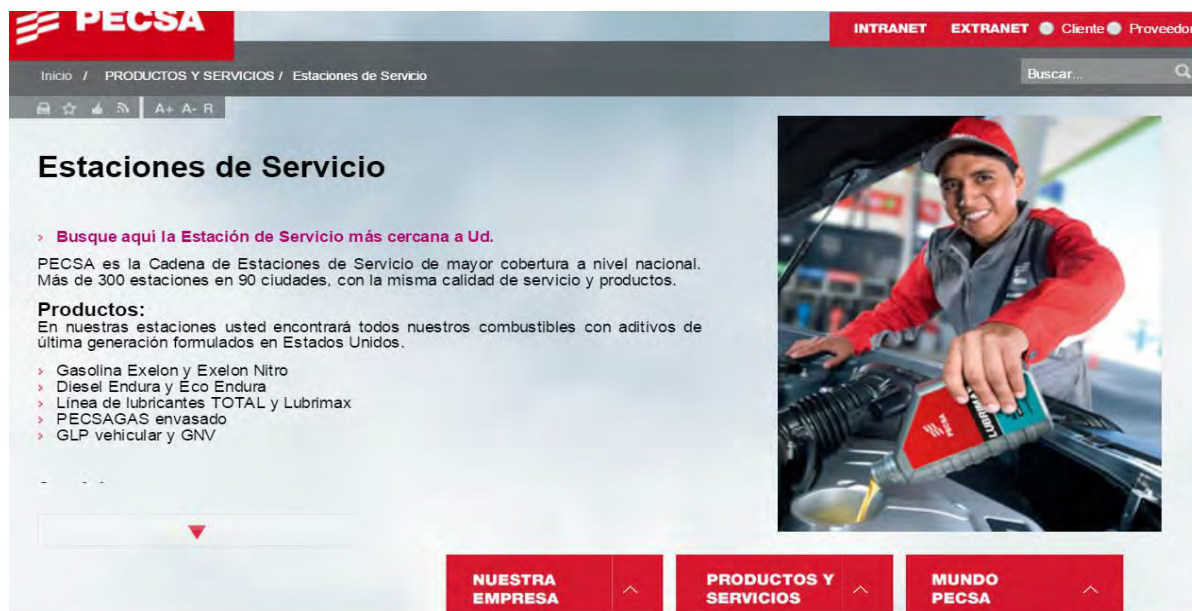 PECSA
INTRANET EXTRANET Cliente Proveedor
Inicio / PRODUCTOS Y SERVICIOS / Estaciones de Servicio
Buscar...
A+ A- R
Estaciones de Servicio
› Busque aquí la Estación de Servicio más cercana a Ud.
PECSA es la Cadena de Estaciones de Servicio de mayor cobertura a nivel nacional.
Más de 300 estaciones en 90 ciudades, con la misma calidad de servicio y productos.
Productos:
En nuestras estaciones usted encontrará todos nuestros combustibles con aditivos de
última generación formulados en Estados Unidos.
› Gasolina Exelon y Exelon Nitro
› Diesel Endura y Eco Endura
› Línea de lubricantes TOTAL y Lubrimax
› PECSAGAS envasado
› GLP vehicular y GNV
PECSA
LUBRIMAX
NUESTRA
EMPRESA
PRODUCTOS Y
SERVICIOS
MUNDO
PECSA